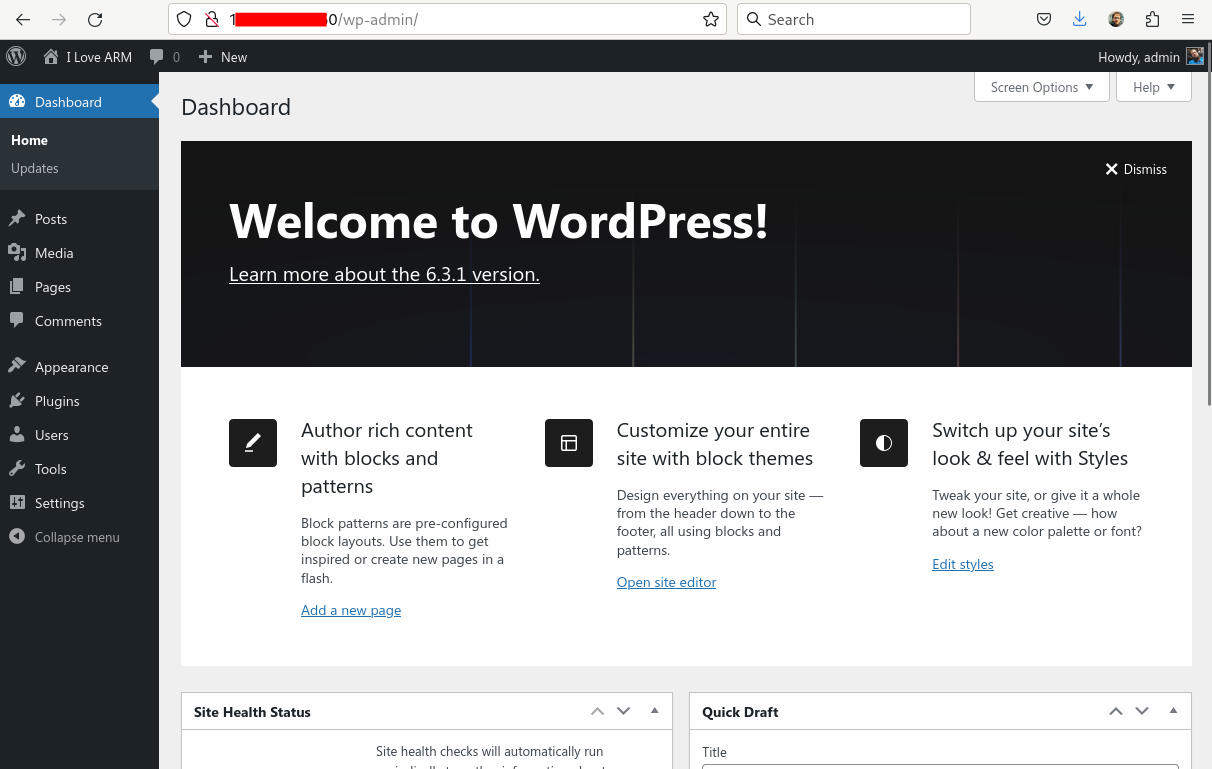 1 0/wp-admin/
Search
I Love ARM
0
New
Howdy, admin
Dashboard
Home
Updates
Posts
Media
Pages
Comments
Appearance
Plugins
Users
Tools
Settings
Collapse menu
Screen Options
Help
Dashboard
Dismiss
Welcome to WordPress!
Learn more about the 6.3.1 version.
Author rich content
with blocks and
patterns
Block patterns are pre-configured
block layouts. Use them to get
inspired or create new pages in a
flash.
Add a new page
Customize your entire
site with block themes
Design everything on your site —
from the header down to the
footer, all using blocks and
patterns.
Open site editor
Switch up your site’s
look & feel with Styles
Tweak your site, or give it a whole
new look! Get creative — how
about a new color palette or font?
Edit styles
Site Health Status
Site health checks will automatically run
Quick Draft
Title